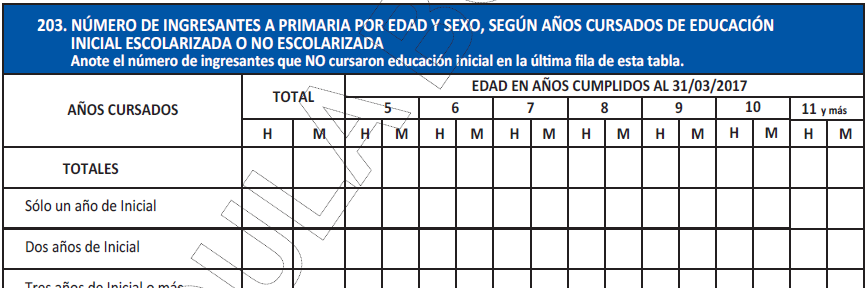 203. NÚMERO DE INGRESANTES A PRIMARIA POR EDAD Y SEXO, SEGÚN AÑOS CURSADOS DE EDUCACIÓN
INICIAL ESCOLARIZADA O NO ESCOLARIZADA
Anote el número de ingresantes que NO cursaron educación inicial en la última fila de esta tabla.
AÑOS CURSADOS TOTAL EDAD EN AÑOS CUMPLIDOS AL 31/03/2017
5 6 7 8 9 10 11 y más
H M H M H M H M H M H M H M H M
TOTALES
Sólo un año de Inicial
Dos años de Inicial
Tres años de Inicial o más